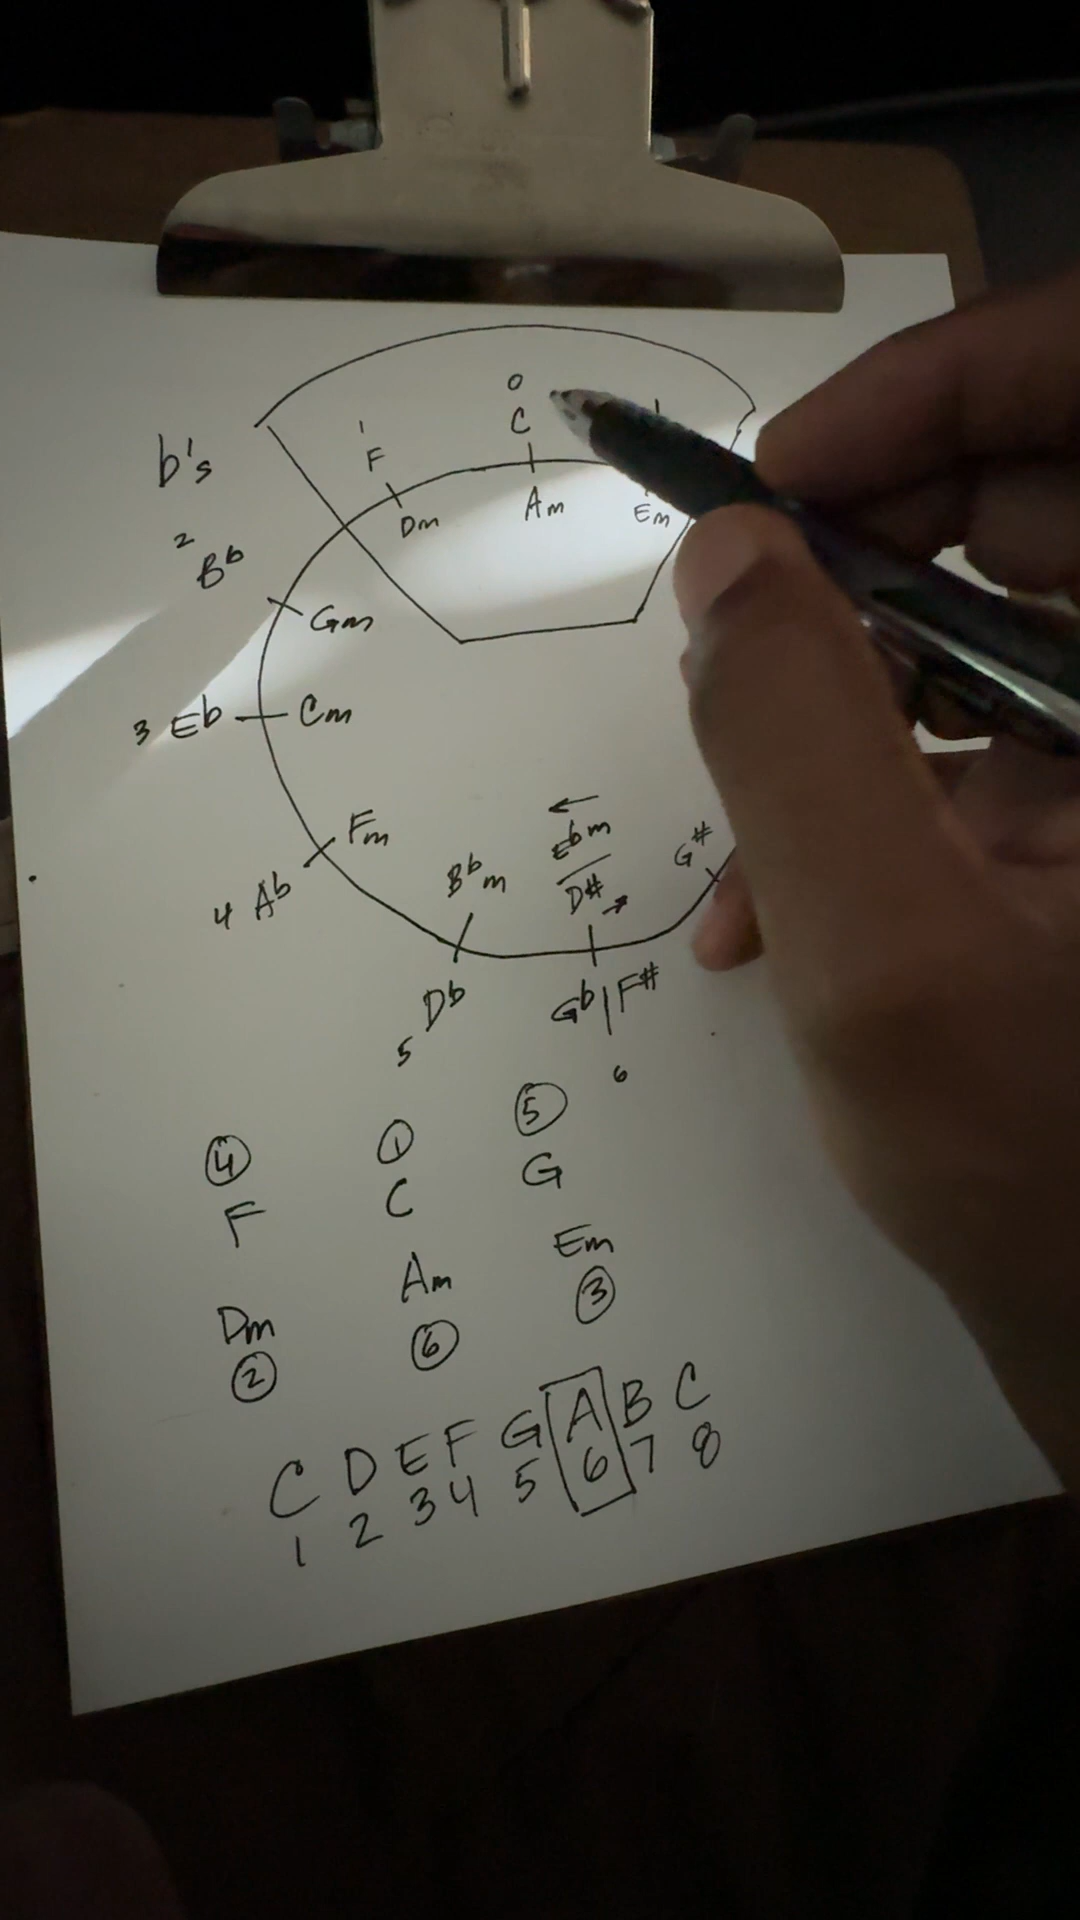 0
C
1
F
b's
Dm
Am
Em
2
Bb
Gm
3 Eb
Cm
Fm
4 Ab
Bbm
←
Ebm
D#
→
G#
Db
5
Gb|F#
6
④ ① ⑤
F C G
Dm Am Em
② ⑥ ③
C D E F G A B C
1 2 3 4 5 6 7 8